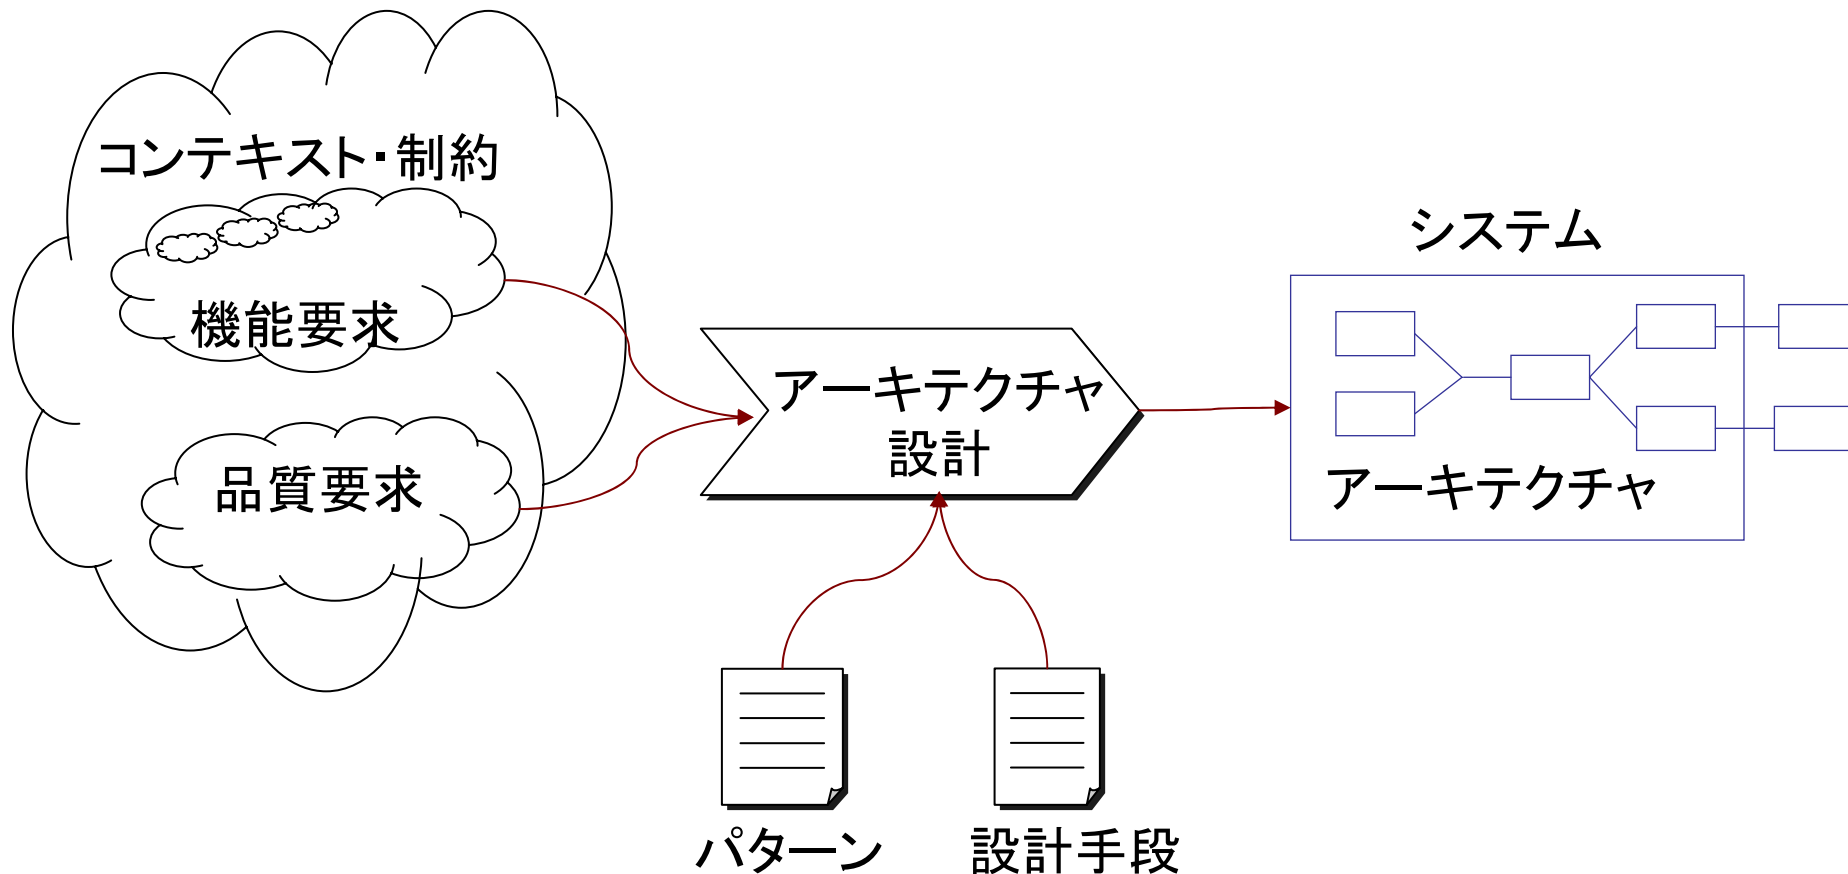 コンテキスト・制約
機能要求
品質要求
アーキテクチャ
設計
システム
アーキテクチャ
パターン
設計手段